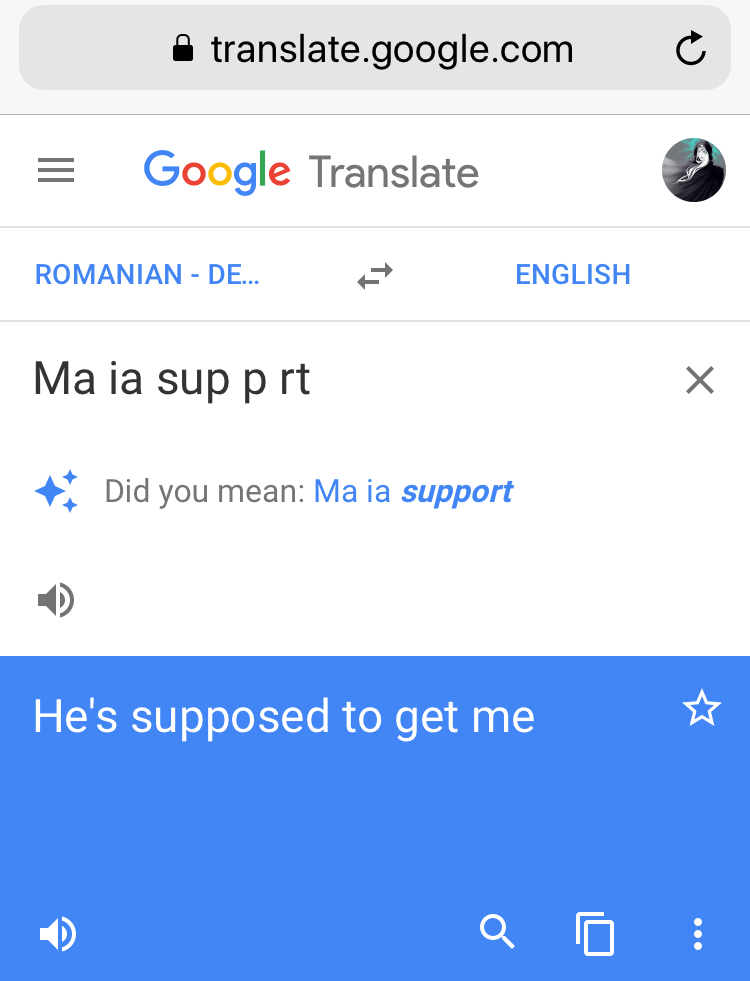 translate.google.com
Google Translate
ROMANIAN - DE... ENGLISH
Ma ia sup p rt
Did you mean: Ma ia support
He's supposed to get me